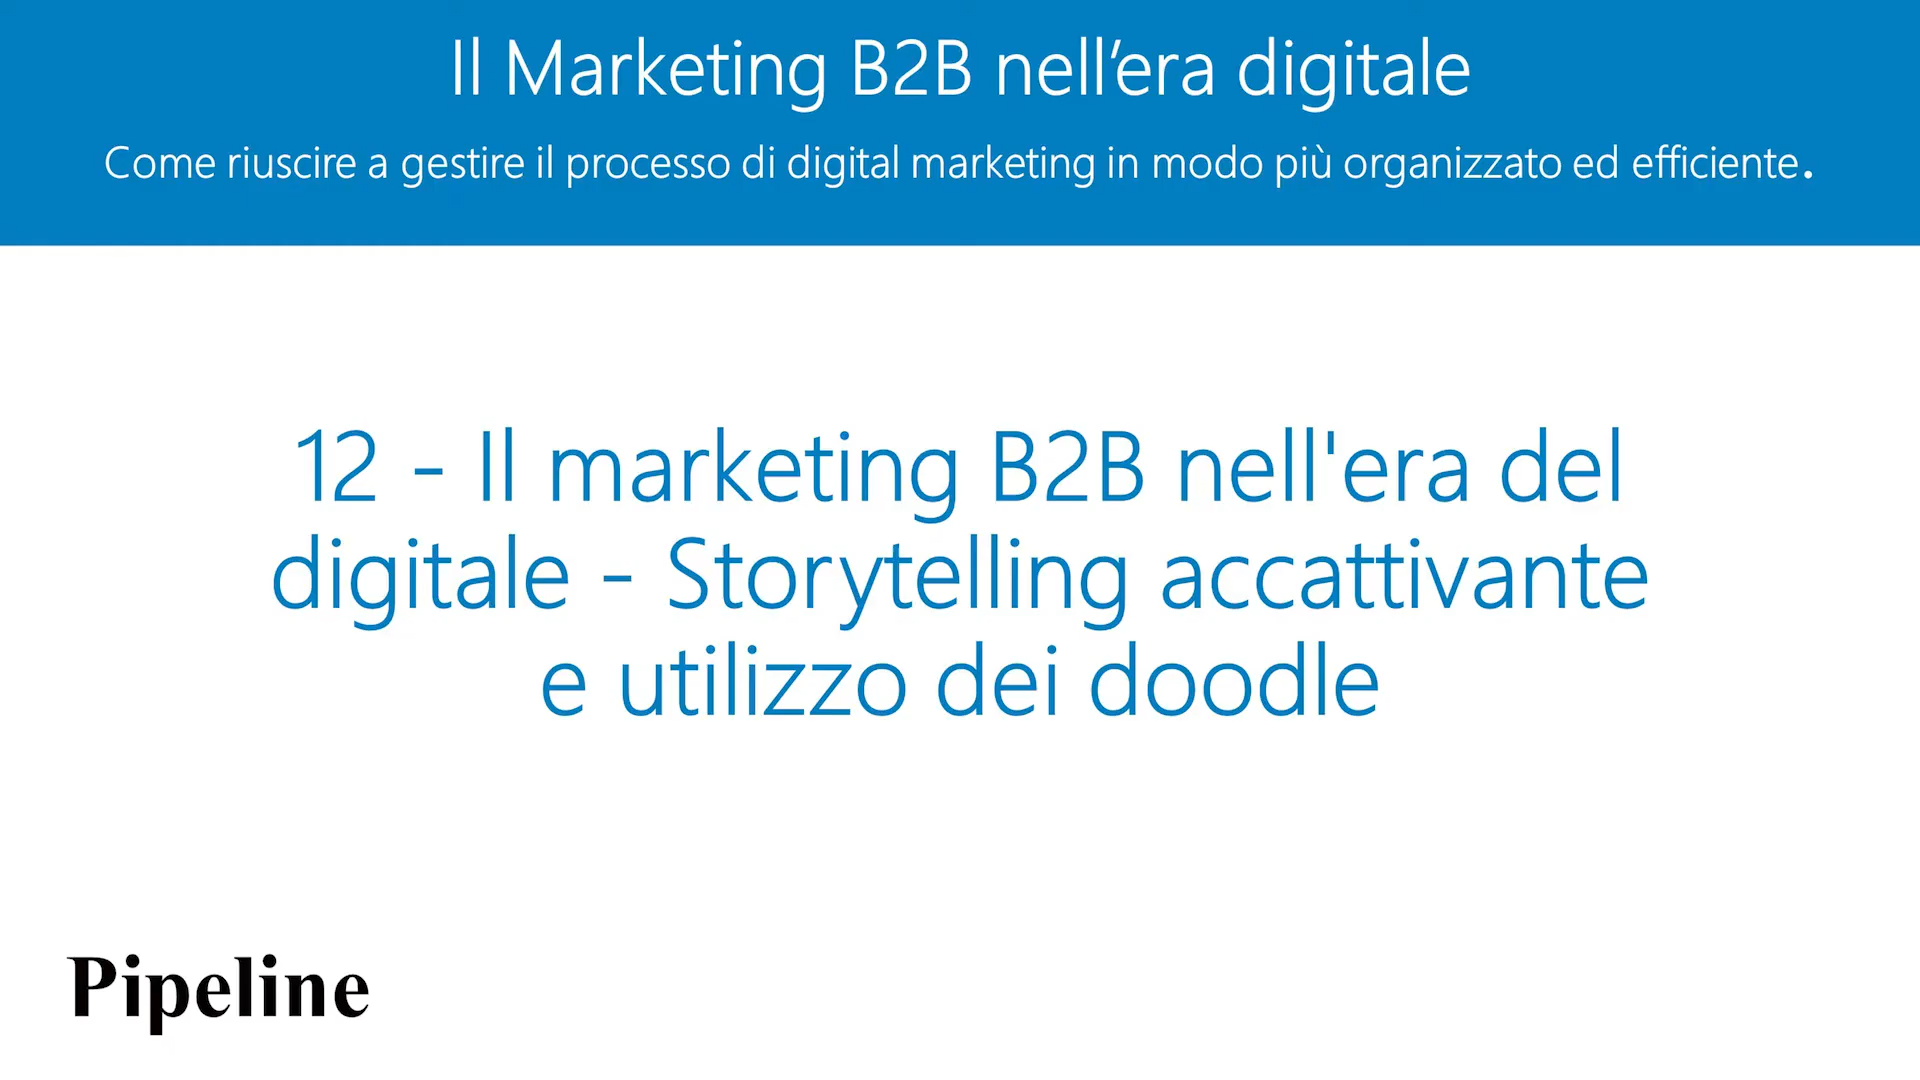 Il Marketing B2B nell’era digitale
Come riuscire a gestire il processo di digital marketing in modo più organizzato ed efficiente.
12 - Il marketing B2B nell'era del
digitale - Storytelling accattivante
e utilizzo dei doodle
Pipeline